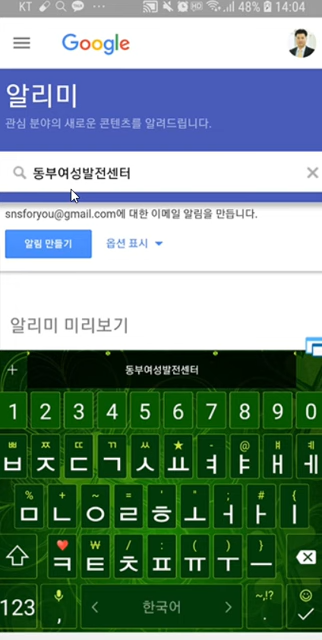 KT HD 48% 14:04
Google
알리미
관심 분야의 새로운 콘텐츠를 알려드립니다.
동부여성발전센터
snsforyou@gmail.com에 대한 이메일 알림을 만듭니다.
알림 만들기 옵션 표시
알리미 미리보기
+ 동부여성발전센터
1 2 3 4 5 6 7 8 9 0
ㅃ ㅉ ㄸ ㄲ ㅆ ★ - @ ㅒ ㅖ
ㅂ ㅈ ㄷ ㄱ ㅅ ㅛ ㅕ ㅑ ㅐ ㅔ
% + ~ = ' * " ; # {
ㅁ ㄴ ㅇ ㄹ ㅎ ㅗ ㅓ ㅏ ㅣ
₩ / : ( ) —
ㅋ ㅌ ㅊ ㅍ ㅠ ㅜ ㅡ
123 , < 한국어 > ~,!? .